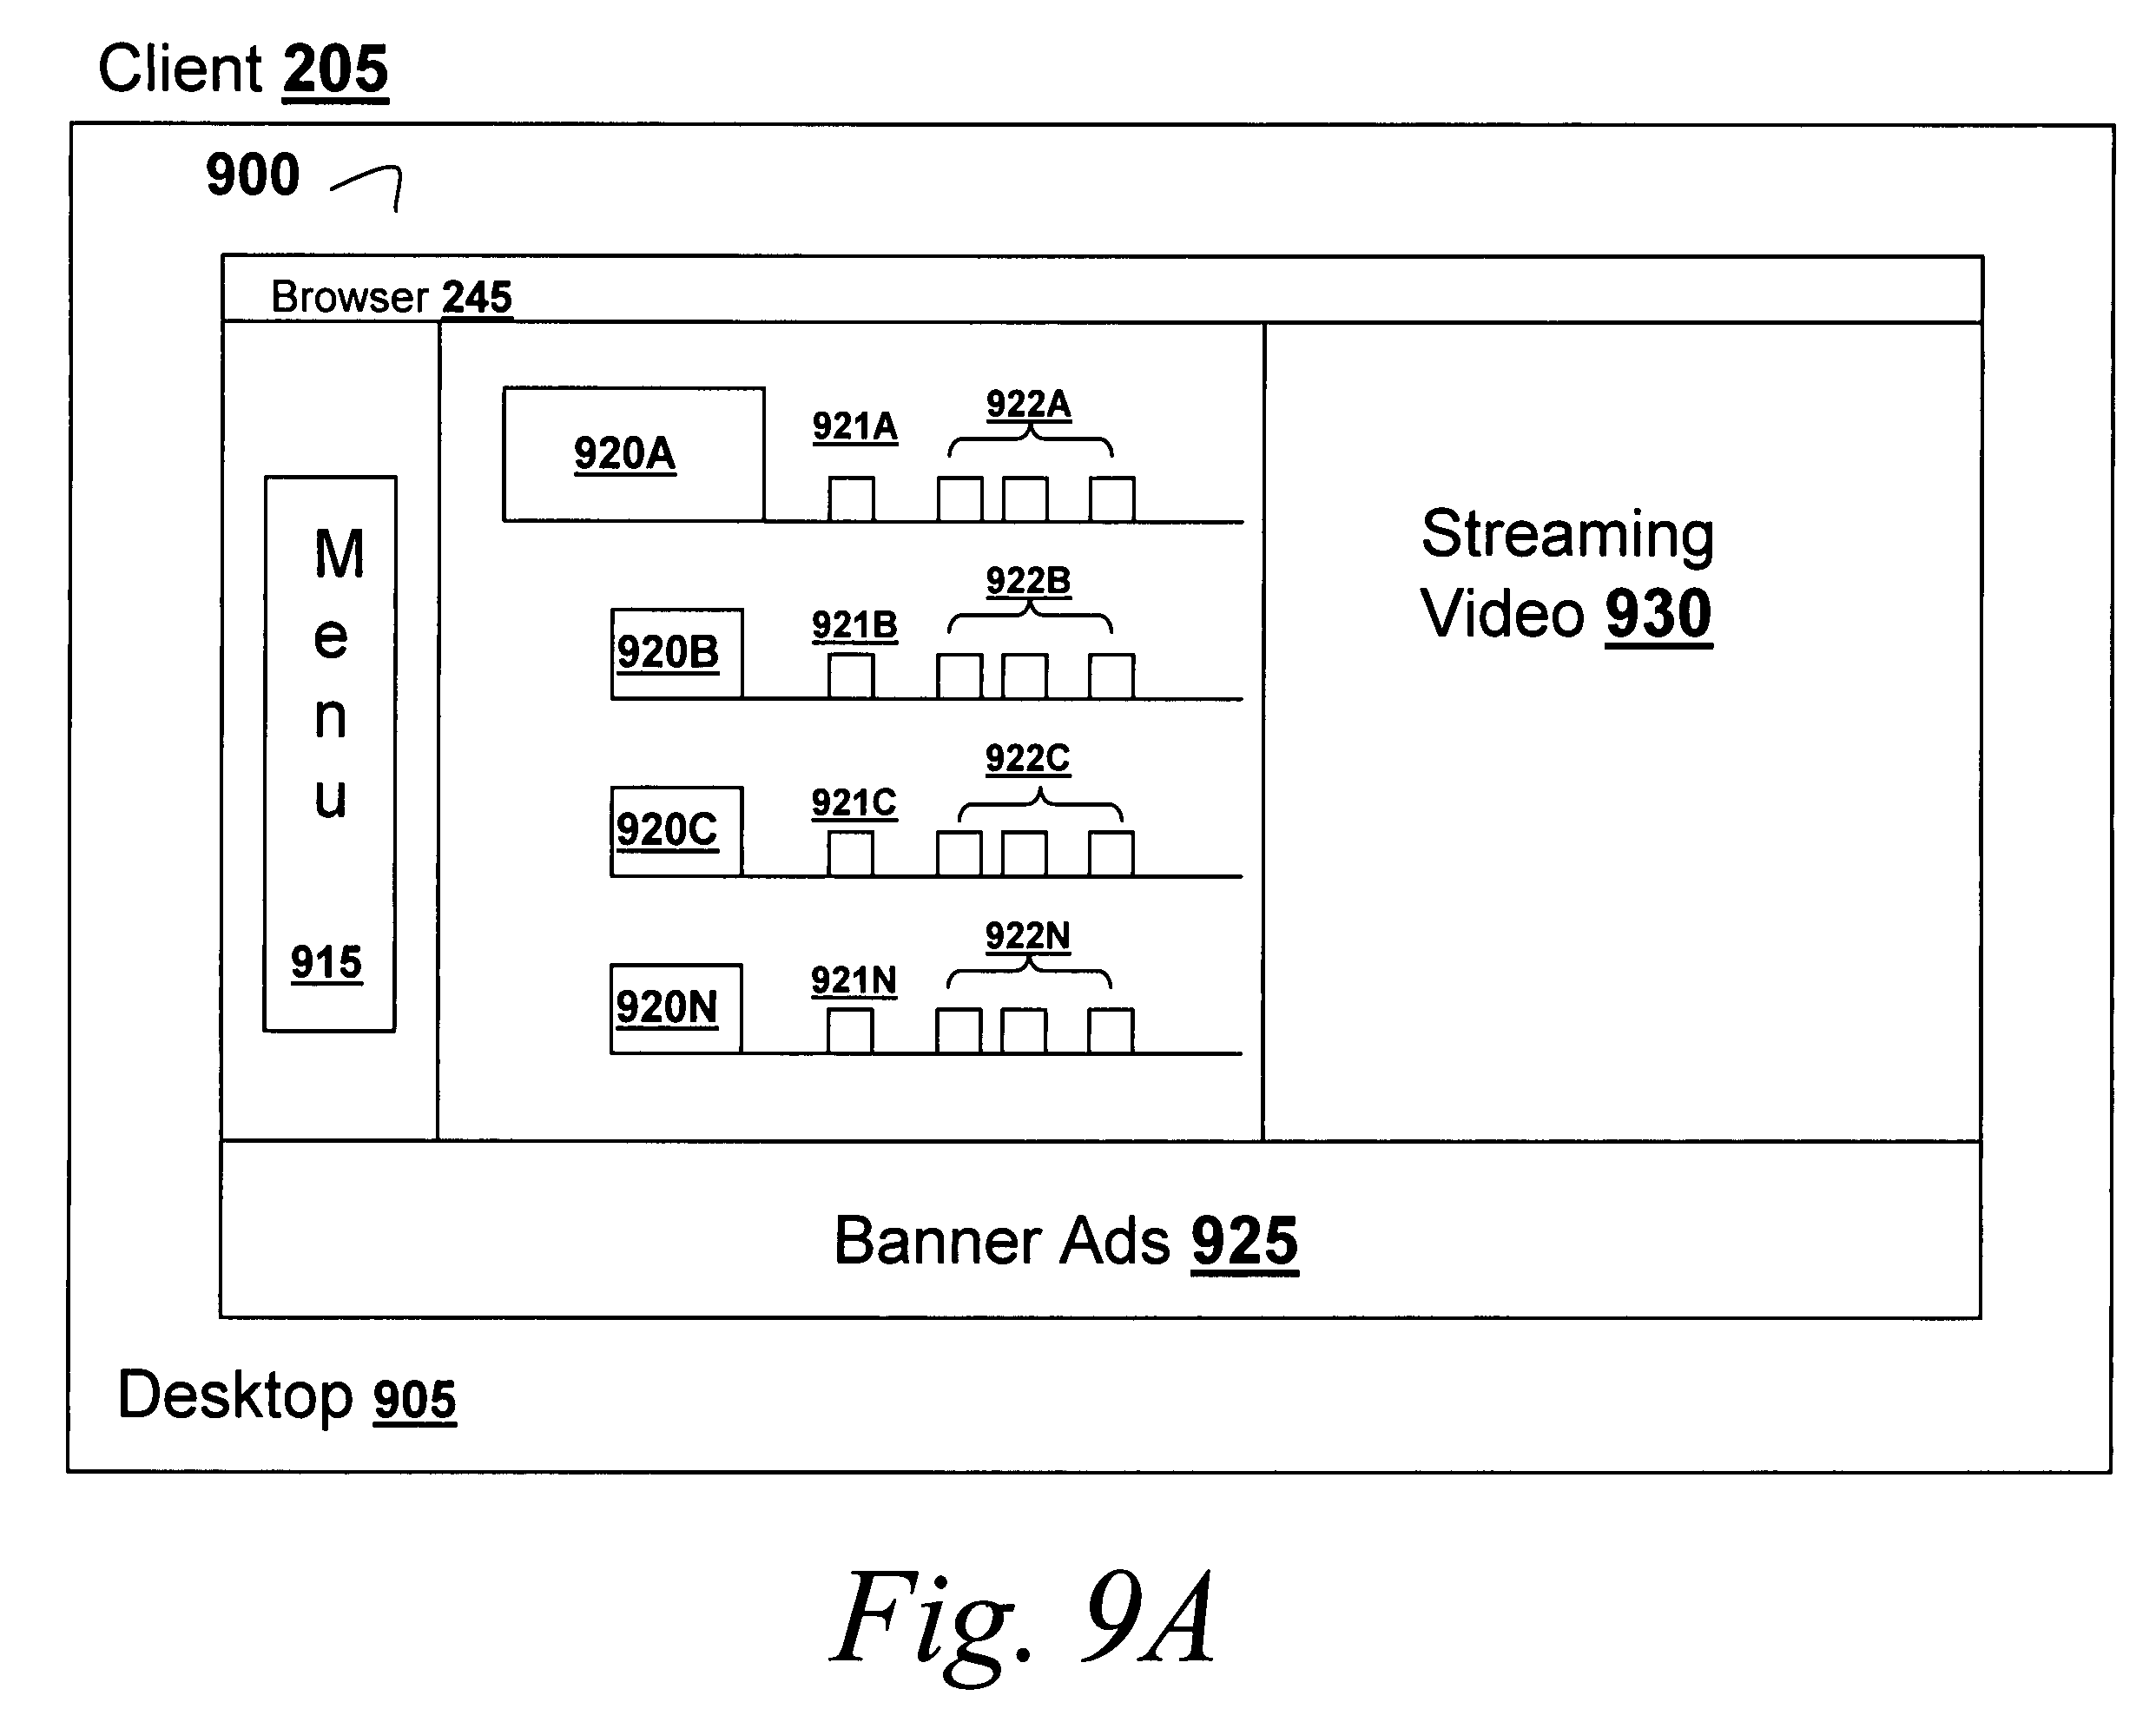 Client 205
900
Browser 245
Menu
915
920A
921A
922A
920B
921B
922B
920C
921C
922C
920N
921N
922N
Streaming
Video 930
Banner Ads 925
Desktop 905
Fig. 9A